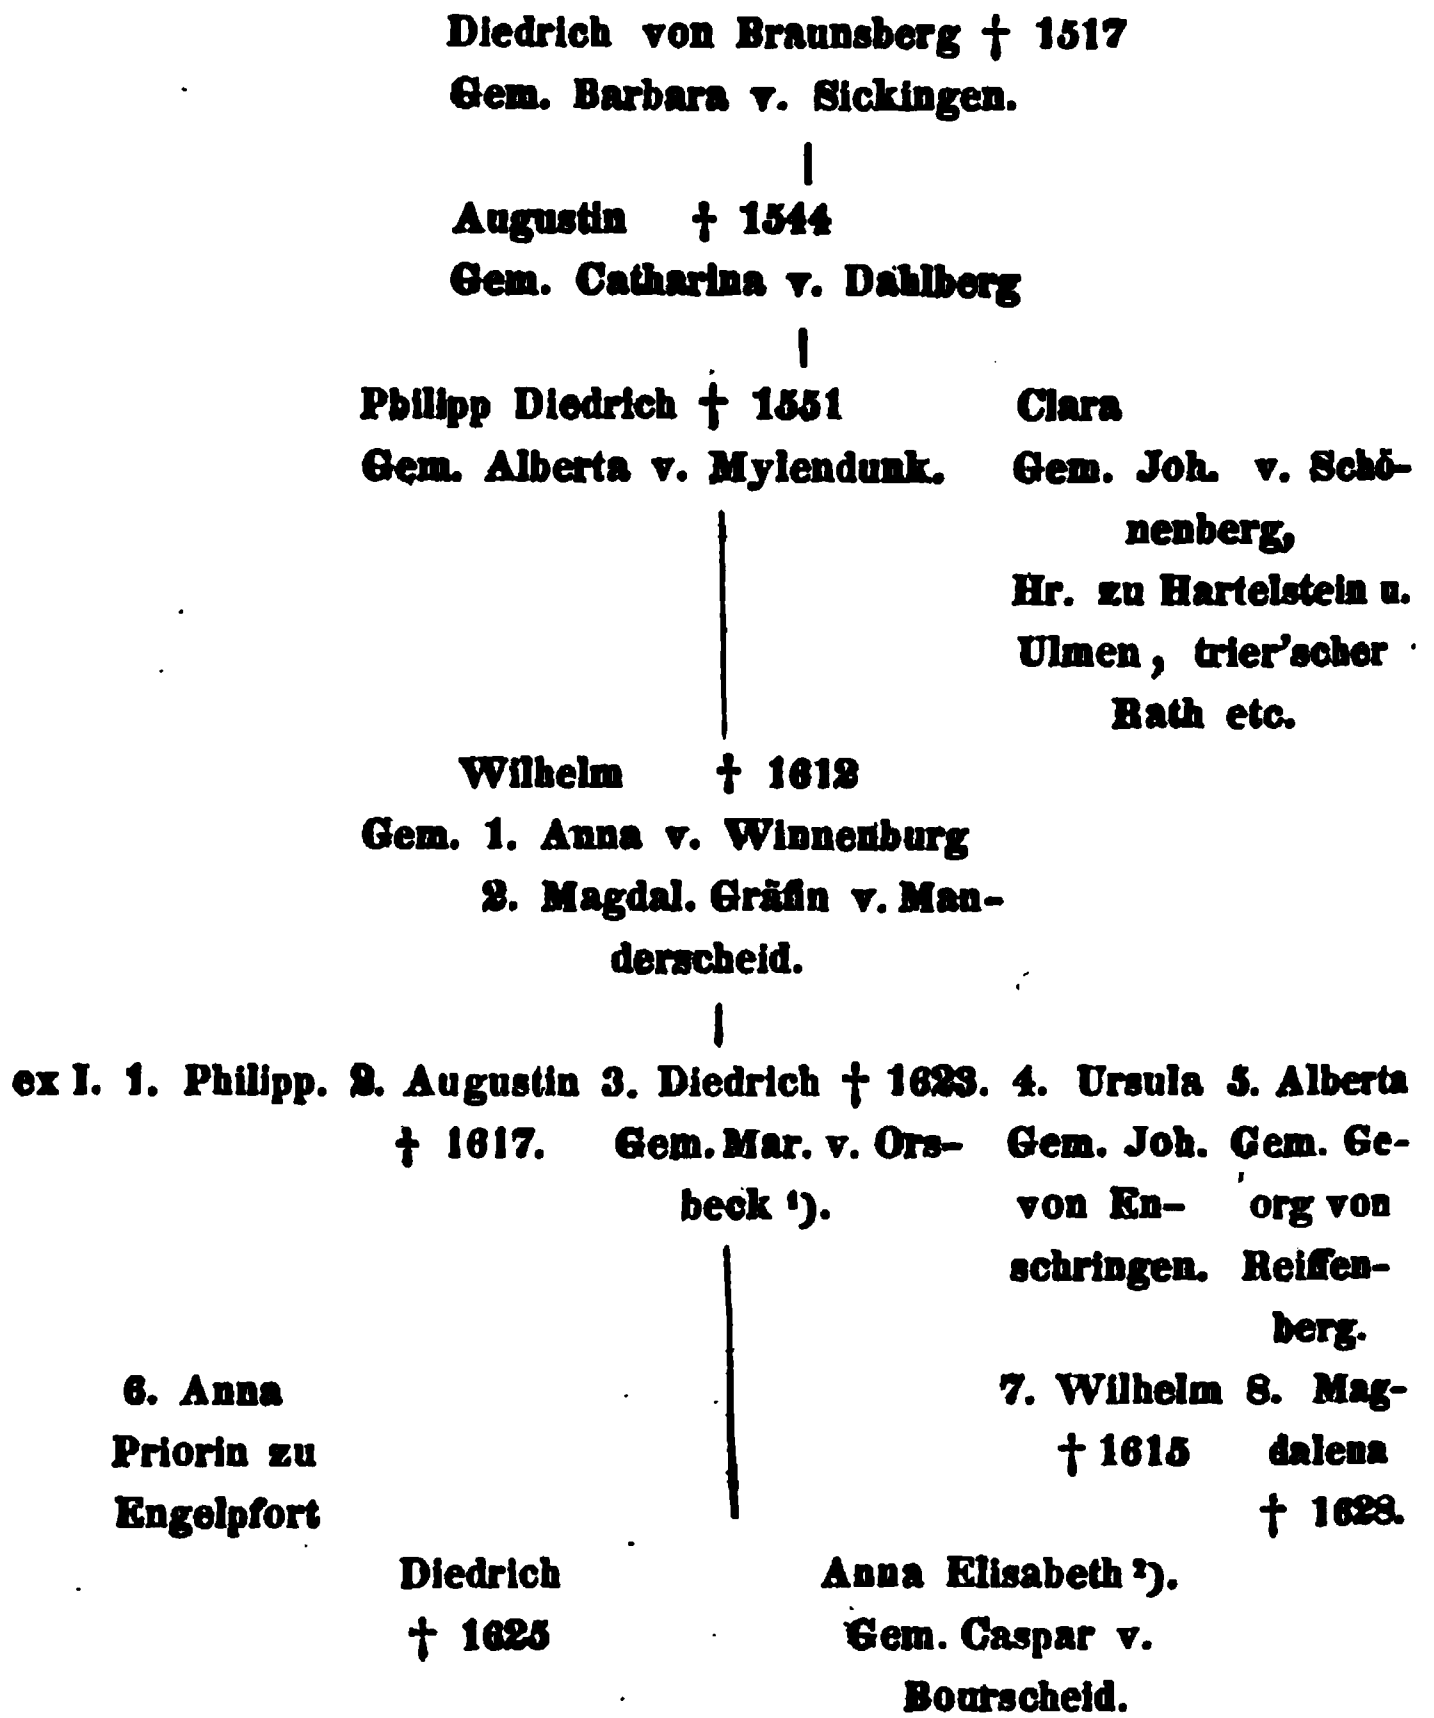 Diedrich von Braunsberg † 1517
Gem. Barbara v. Sickingen.
Augustin † 1544
Gem. Catharina v. Dahlberg
Philipp Diedrich † 1551 Clara
Gem. Alberta v. Mylendunk. Gem. Joh. v. Schö-
nenberg,
Hr. zu Hartelstein u.
Ulmen, trier'scher
Rath etc.
Wilhelm † 1612
Gem. 1. Anna v. Winnenburg
2. Magdal. Gräfin v. Man-
derscheid.
ex I. 1. Philipp. 2. Augustin 3. Diedrich † 1623. 4. Ursula 5. Alberta
† 1617. Gem. Mar. v. Ors- Gem. Joh. Gem. Ge-
beck ¹). von En- org von
schringen. Reiffen-
berg.
6. Anna 7. Wilhelm 8. Mag-
Priorin zu † 1615 dalena
Engelpfort † 1628.
Diedrich Anna Elisabeth ²).
† 1625 Gem. Caspar v.
Bourscheid.